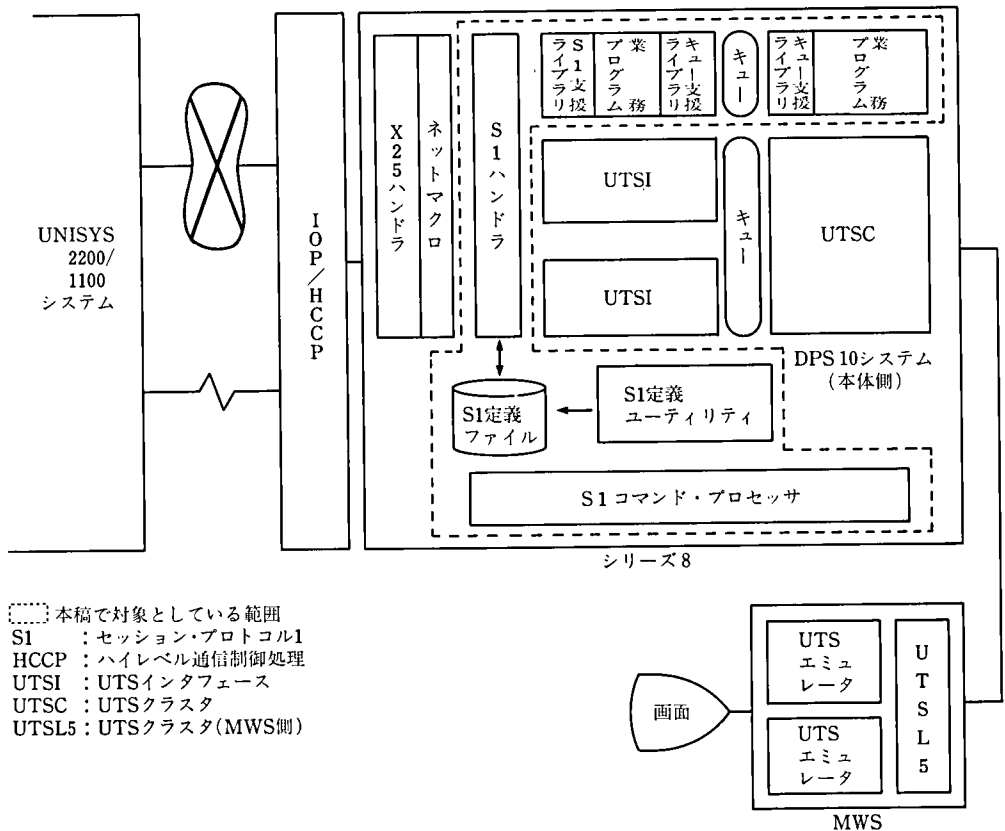 UNISYS
2200/
1100
システム
IOP/HCCP
X25ハンドラ
ネットマクロ
S1ハンドラ
S1支援
ライブラリ
業務
プログラム
キュー支援
ライブラリ
キュー
キュー支援
ライブラリ
業務
プログラム
UTSI
UTSI
キュー
UTSC
DPS10システム
(本体側)
S1定義
ファイル
S1定義
ユーティリティ
S1コマンド・プロセッサ
シリーズ8
本稿で対象としている範囲
S1 :セッション・プロトコル1
HCCP :ハイレベル通信制御処理
UTSI :UTSインタフェース
UTSC :UTSクラスタ
UTSL5 :UTSクラスタ(MWS側)
画面
UTS
エミュ
レータ
UTS
エミュ
レータ
UTSL5
MWS